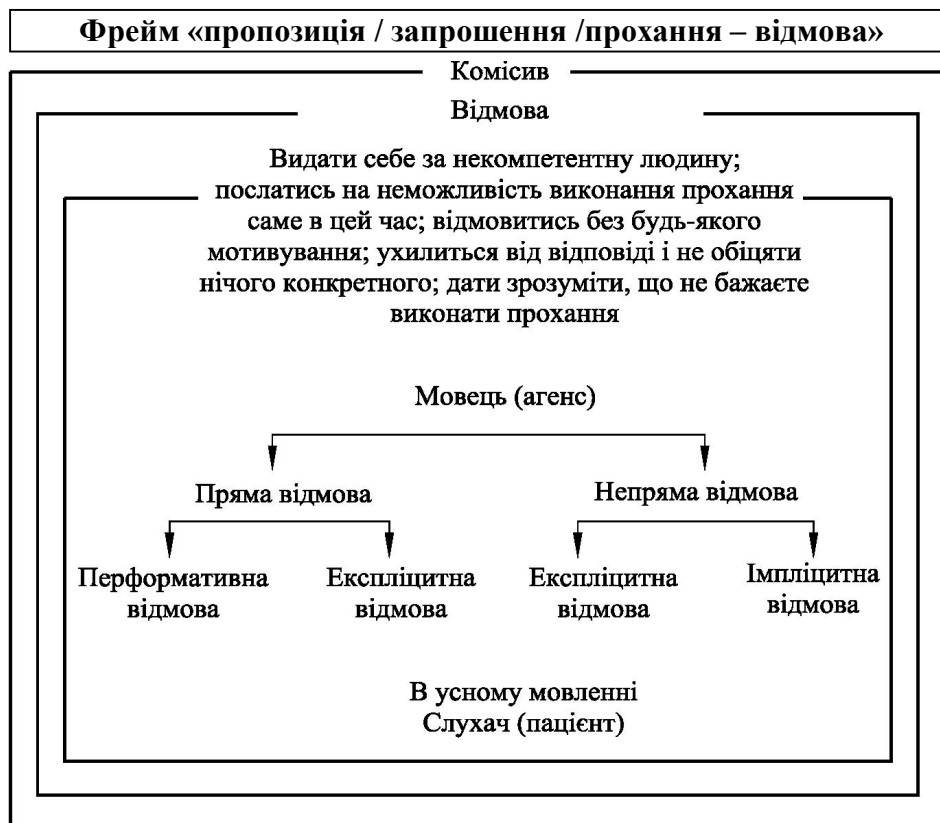 Фрейм «пропозиція / запрошення /прохання – відмова»
Комісив
Відмова
Видати себе за некомпетентну людину;
послатись на неможливість виконання прохання
саме в цей час; відмовитись без будь-якого
мотивування; ухилиться від відповіді і не обіцяти
нічого конкретного; дати зрозуміти, що не бажаєте
виконати прохання
Мовець (агенс)
Пряма відмова
Непряма відмова
Перформативна
відмова
Експліцитна
відмова
Експліцитна
відмова
Імпліцитна
відмова
В усному мовленні
Слухач (пацієнт)